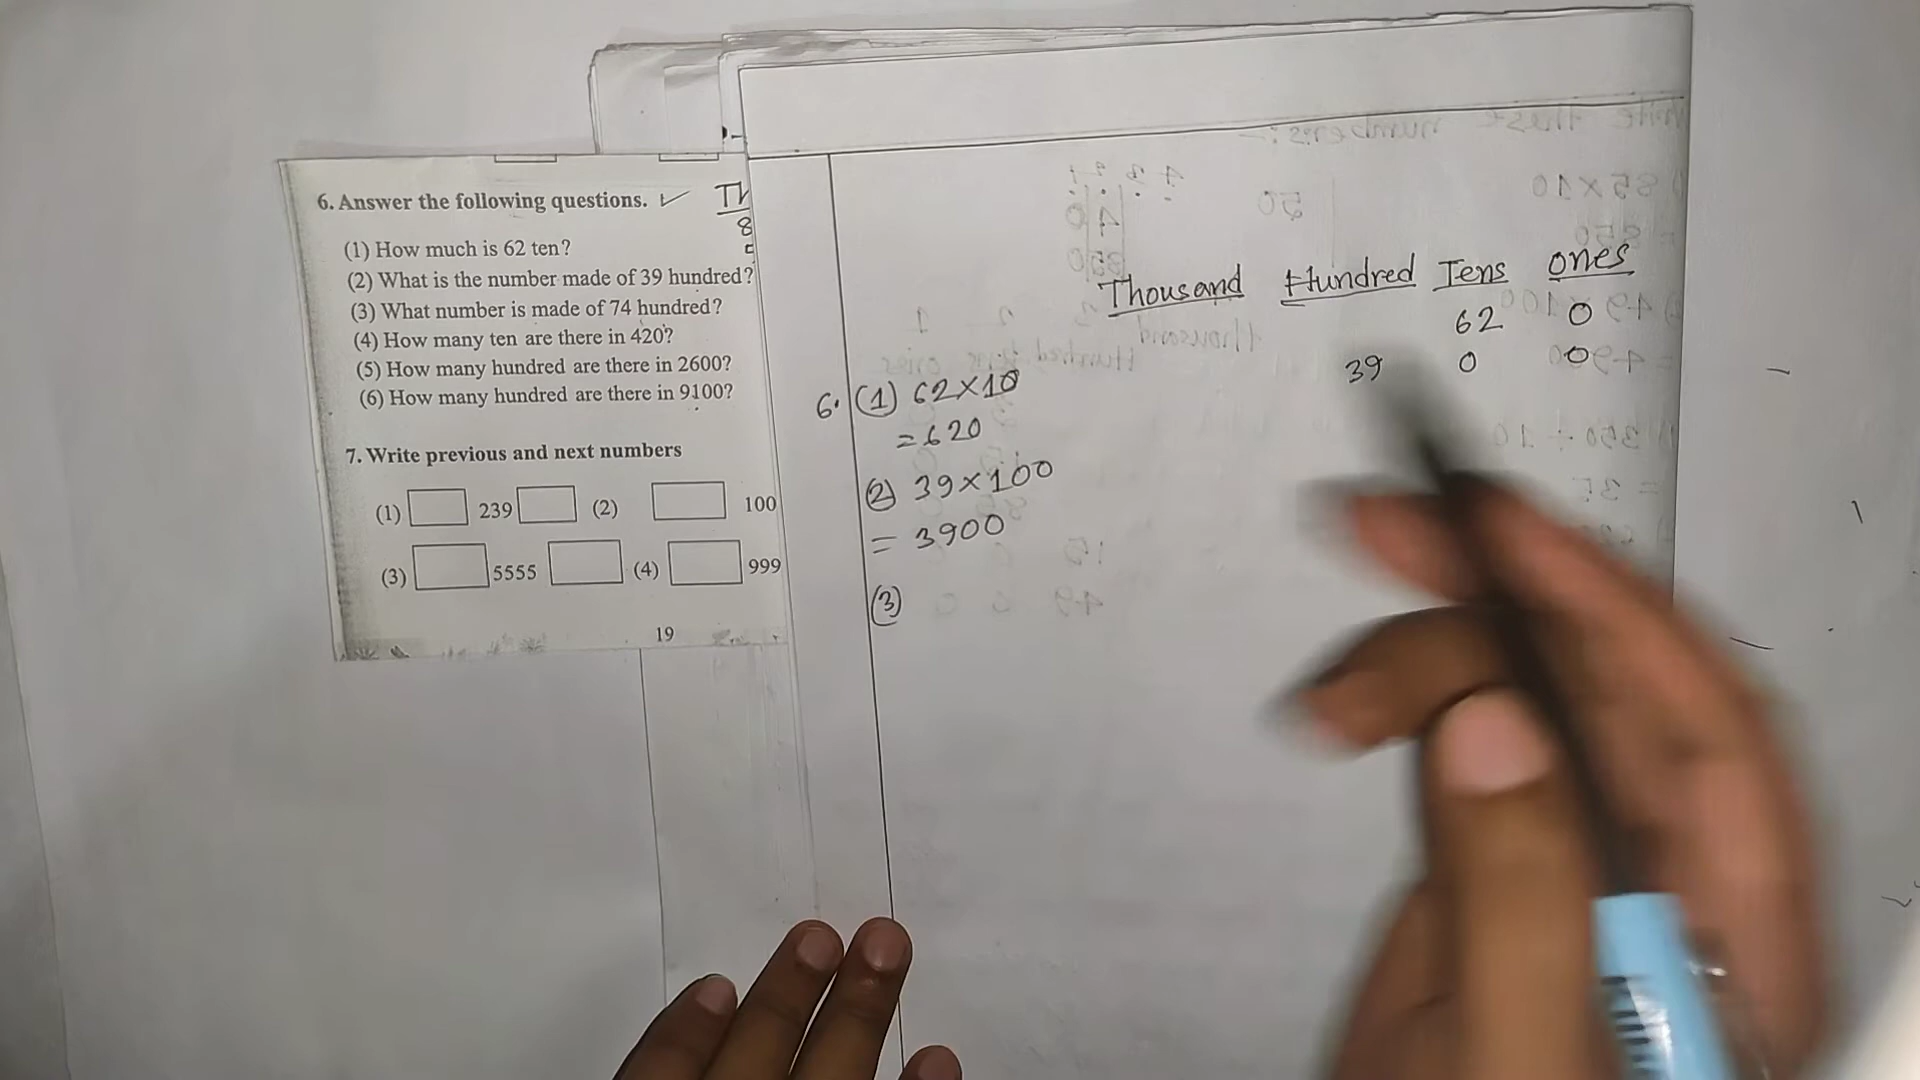 6. Answer the following questions. ✓
(1) How much is 62 ten?
(2) What is the number made of 39 hundred?
(3) What number is made of 74 hundred?
(4) How many ten are there in 420?
(5) How many hundred are there in 2600?
(6) How many hundred are there in 9100?
7. Write previous and next numbers
(1) 239 (2) 100
(3) 5555 (4) 999
19
Th
8
Thousand Hundred Tens ones
62 0
39 0 0
6. (1) 62×10
= 620
(2) 39×100
= 3900
(3)